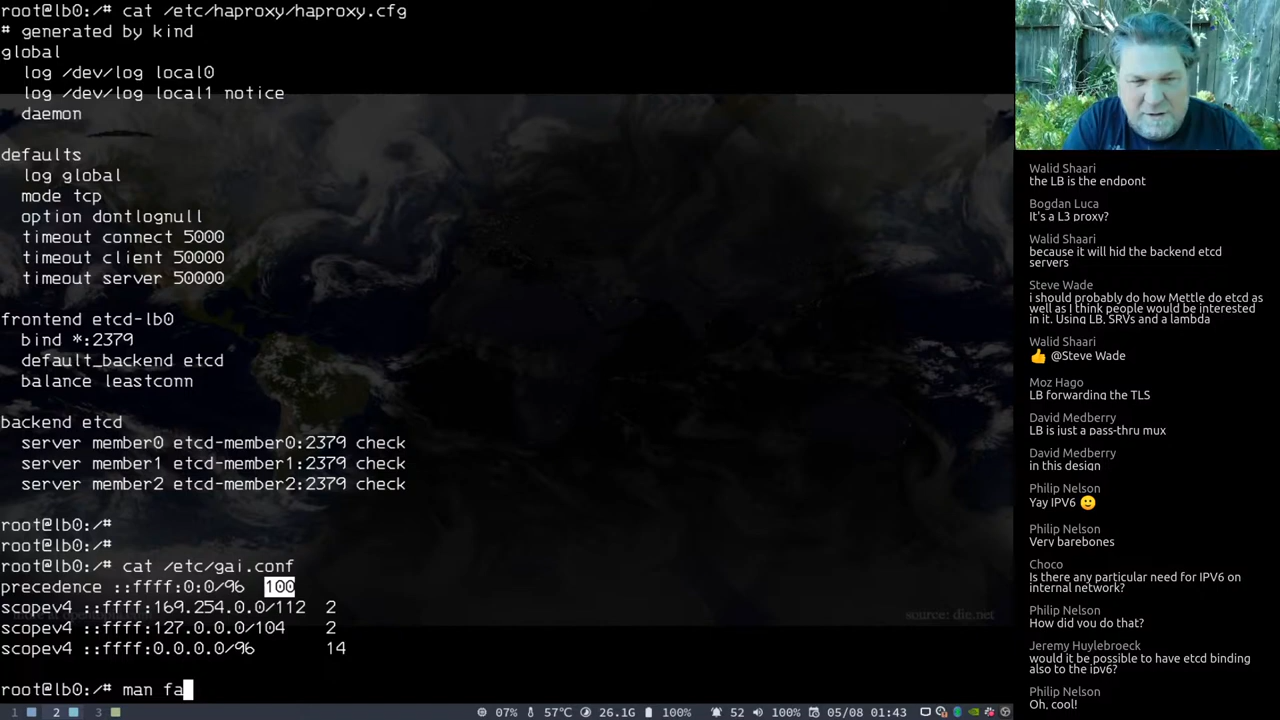 root@lb0:/# cat /etc/haproxy/haproxy.cfg
# generated by kind
global
log /dev/log local0
log /dev/log local1 notice
daemon
defaults
log global
mode tcp
option dontlognull
timeout connect 5000
timeout client 50000
timeout server 50000
frontend etcd-lb0
bind *:2379
default_backend etcd
balance leastconn
backend etcd
server member0 etcd-member0:2379 check
server member1 etcd-member1:2379 check
server member2 etcd-member2:2379 check
root@lb0:/#
root@lb0:/#
root@lb0:/# cat /etc/gai.conf
precedence ::ffff:0:0/96 100
scopev4 ::ffff:169.254.0.0/112 2
scopev4 ::ffff:127.0.0.0/104 2
scopev4 ::ffff:0.0.0.0/96 14
source: die.net
root@lb0:/# man fa
1 2 3 07% 57℃ 26.1G 100% 52 100% 05/08 01:43
Walid Shaari
the LB is the endpont
Bogdan Luca
It's a L3 proxy?
Walid Shaari
because it will hid the backend etcd
servers
Steve Wade
i should probably do how Mettle do etcd as
well as I think people would be interested
in it. Using LB, SRVs and a lambda
Walid Shaari
👍 @Steve Wade
Moz Hago
LB forwarding the TLS
David Medberry
LB is just a pass-thru mux
David Medberry
in this design
Philip Nelson
Yay IPV6 🙂
Philip Nelson
Very barebones
Choco
Is there any particular need for IPV6 on
internal network?
Philip Nelson
How did you do that?
Jeremy Huylebroeck
would it be possible to have etcd binding
also to the ipv6?
Philip Nelson
Oh, cool!